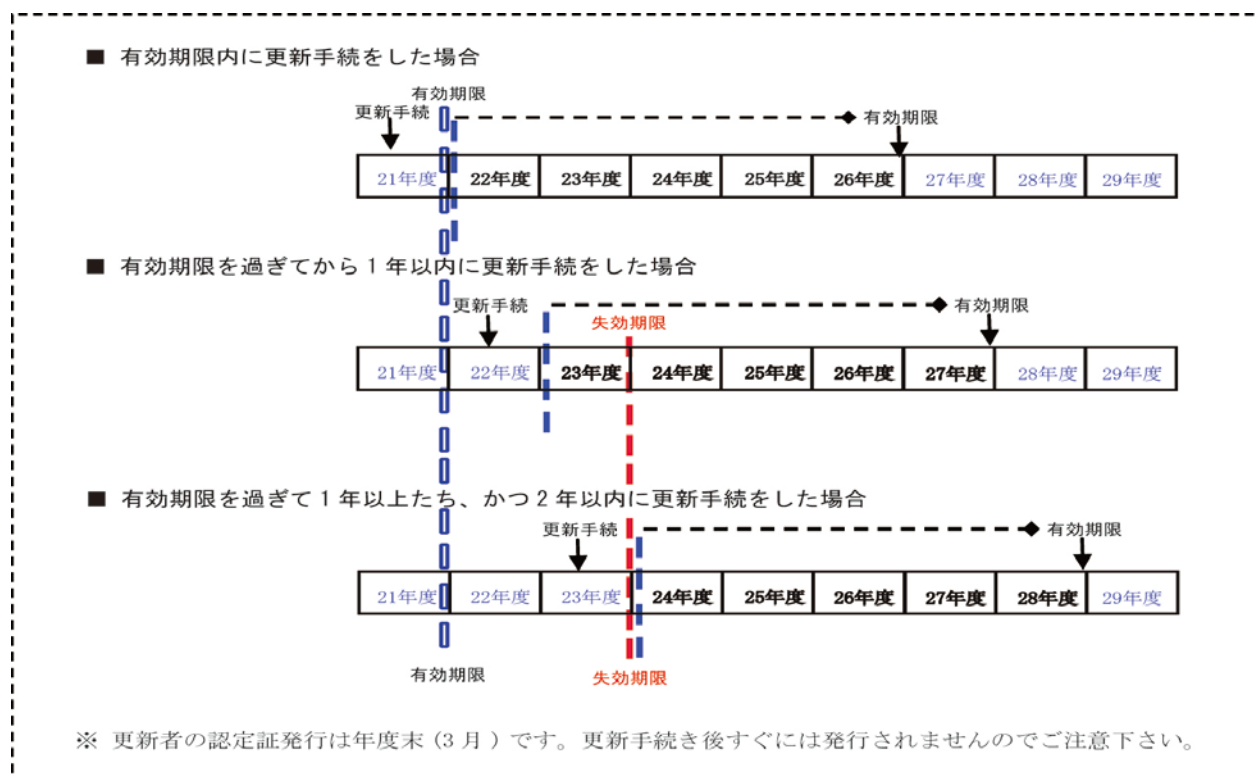 ■ 有効期限内に更新手続をした場合
有効期限
更新手続
有効期限
21年度 22年度 23年度 24年度 25年度 26年度 27年度 28年度 29年度
■ 有効期限を過ぎてから1年以内に更新手続をした場合
更新手続
有効期限
失効期限
21年度 22年度 23年度 24年度 25年度 26年度 27年度 28年度 29年度
■ 有効期限を過ぎて1年以上たち、かつ2年以内に更新手続をした場合
更新手続
有効期限
21年度 22年度 23年度 24年度 25年度 26年度 27年度 28年度 29年度
有効期限
失効期限
※ 更新者の認定証発行は年度末(3月)です。更新手続き後すぐには発行されませんのでご注意下さい。